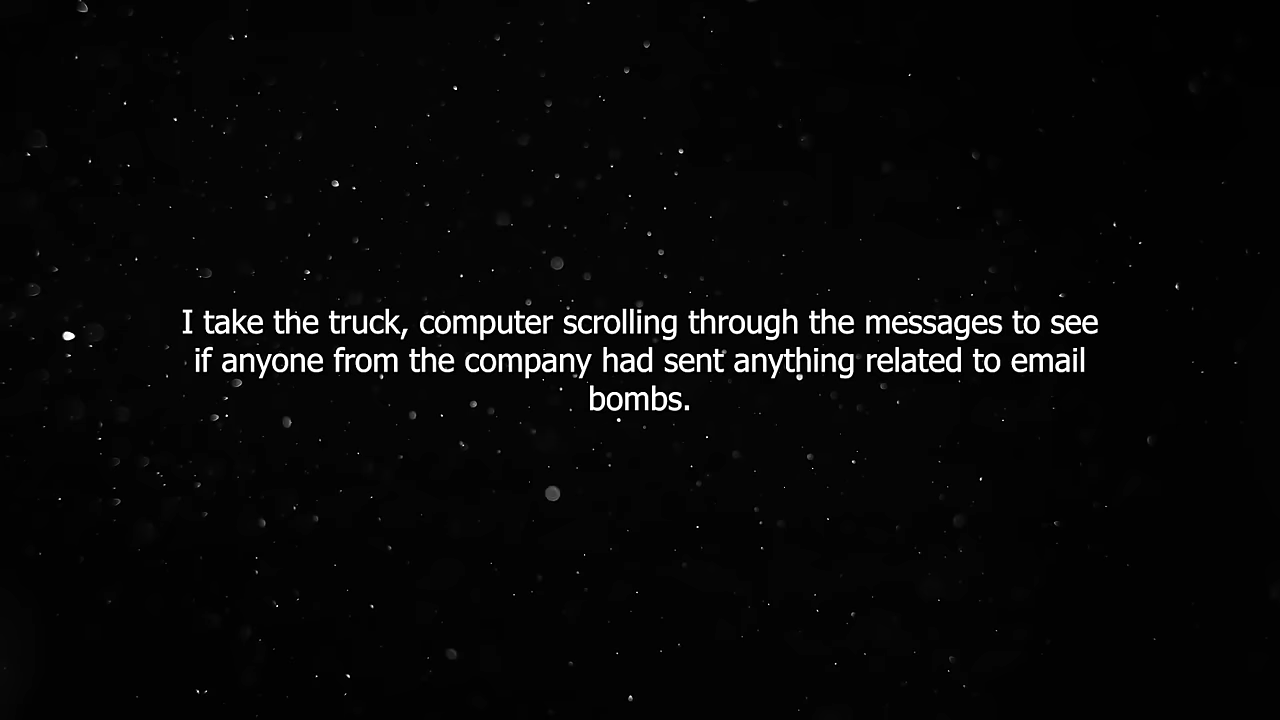 I take the truck, computer scrolling through the messages to see
if anyone from the company had sent anything related to email
bombs.